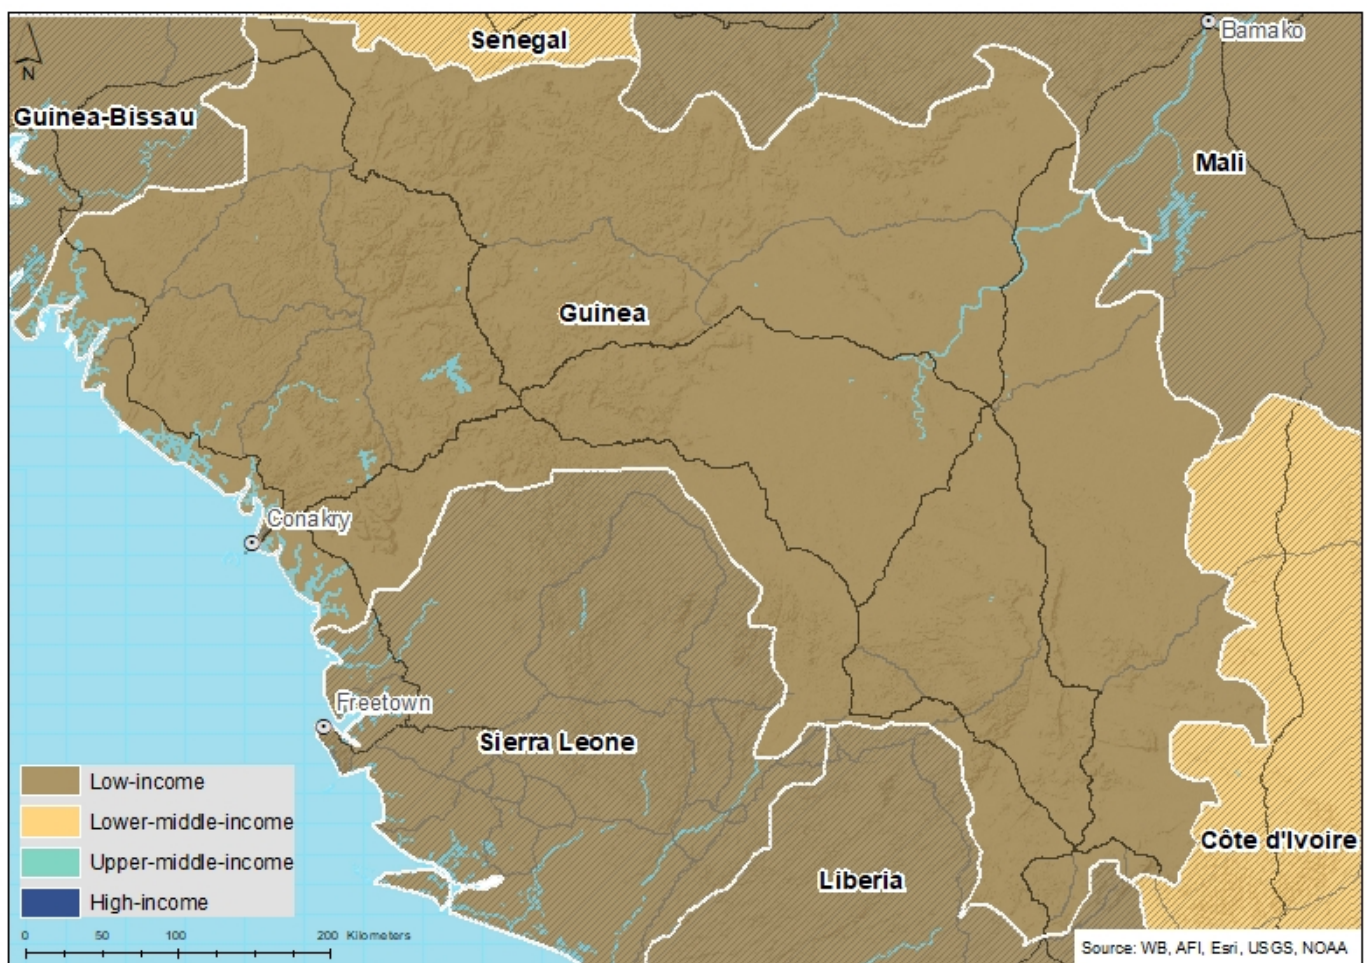 Senegal
Bamako
N
Guinea-Bissau
Mali
Guinea
Conakry
Freetown
Sierra Leone
Low-income
Lower-middle-income
Upper-middle-income
High-income
Côte d'Ivoire
Liberia
0 50 100 200 Kilometers
Source: WB, AFI, Esri, USGS, NOAA